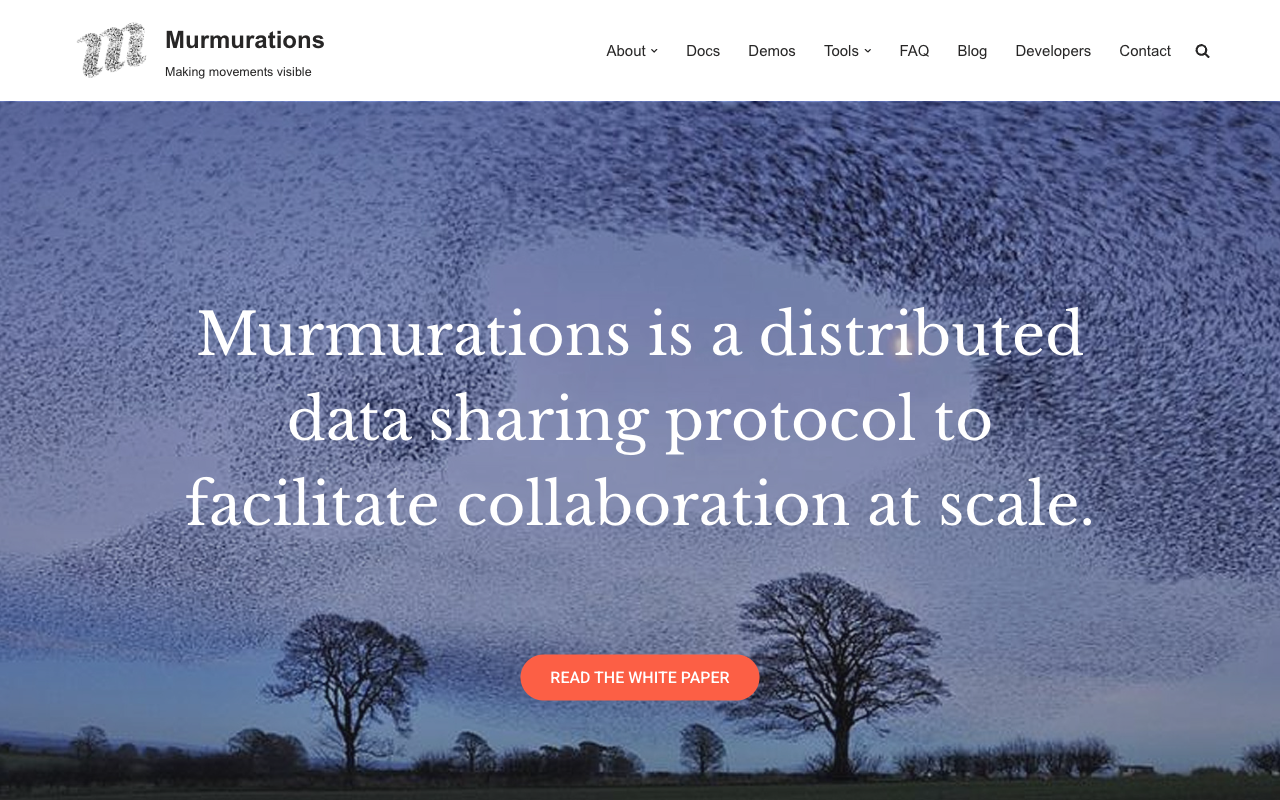 m
Murmurations
Making movements visible
About
Docs
Demos
Tools
FAQ
Blog
Developers
Contact
Murmurations is a distributed
data sharing protocol to
facilitate collaboration at scale.
READ THE WHITE PAPER